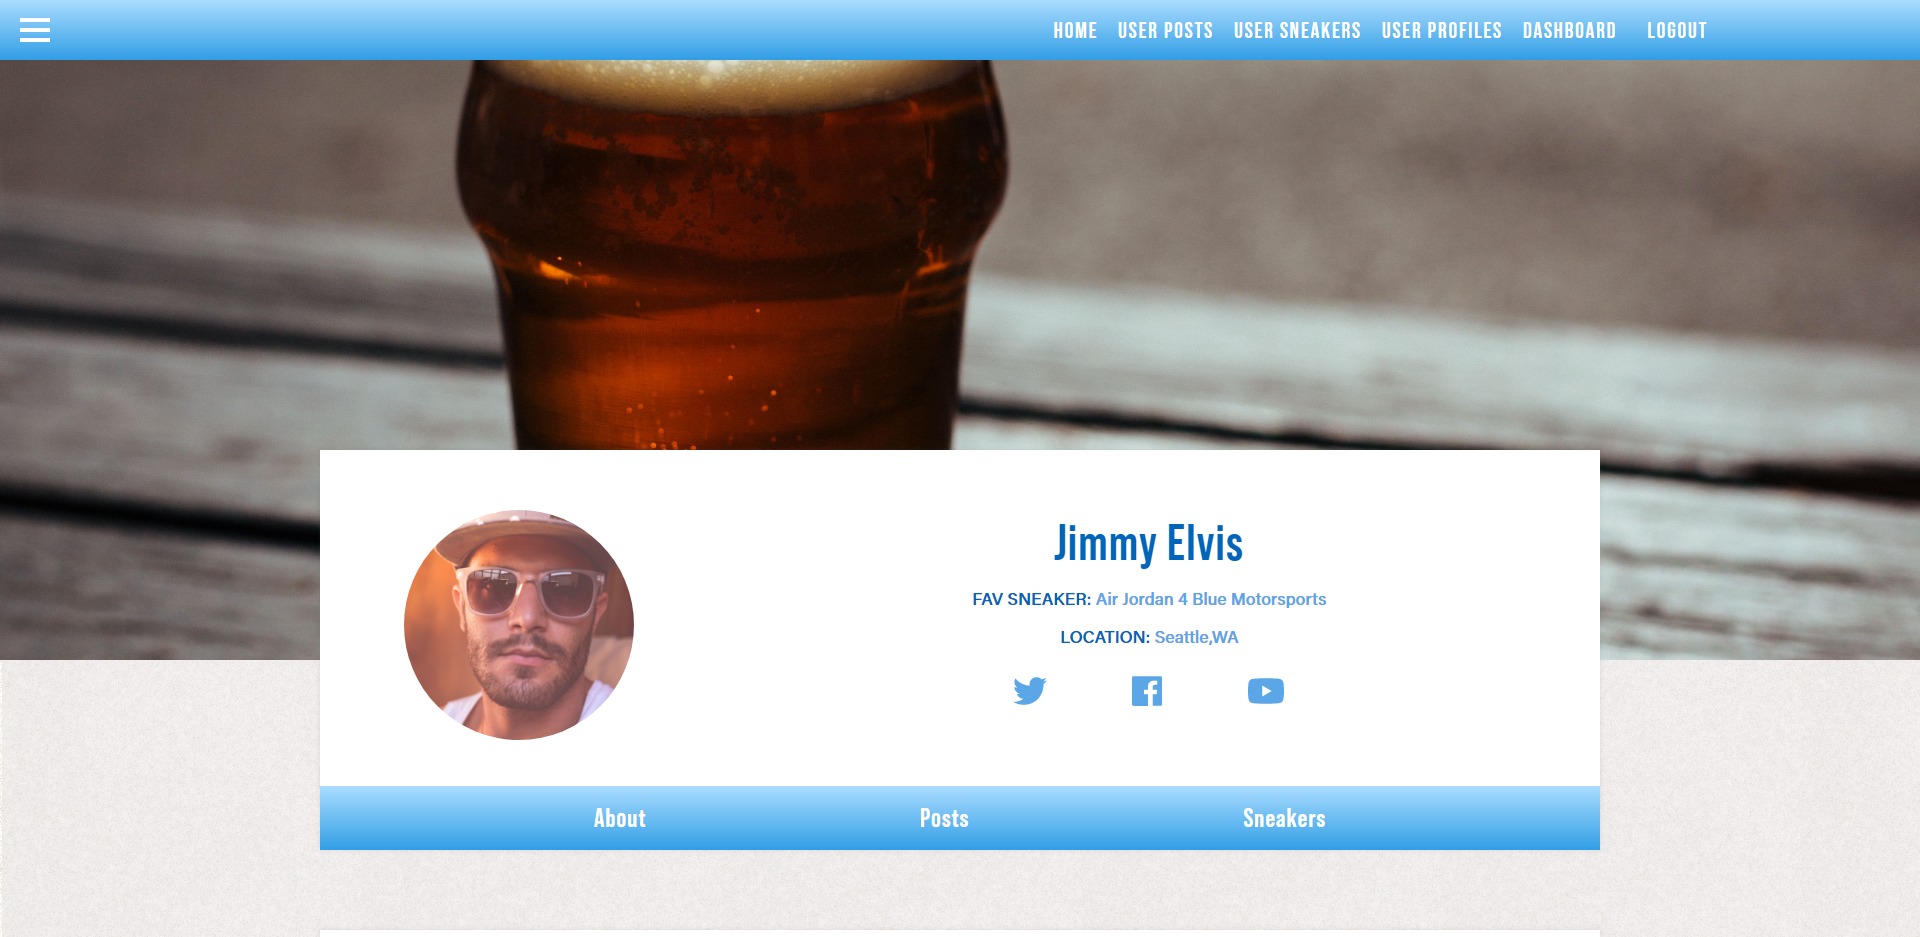 HOME USER POSTS USER SNEAKERS USER PROFILES DASHBOARD LOGOUT
Jimmy Elvis
FAV SNEAKER: Air Jordan 4 Blue Motorsports
LOCATION: Seattle,WA
About Posts Sneakers